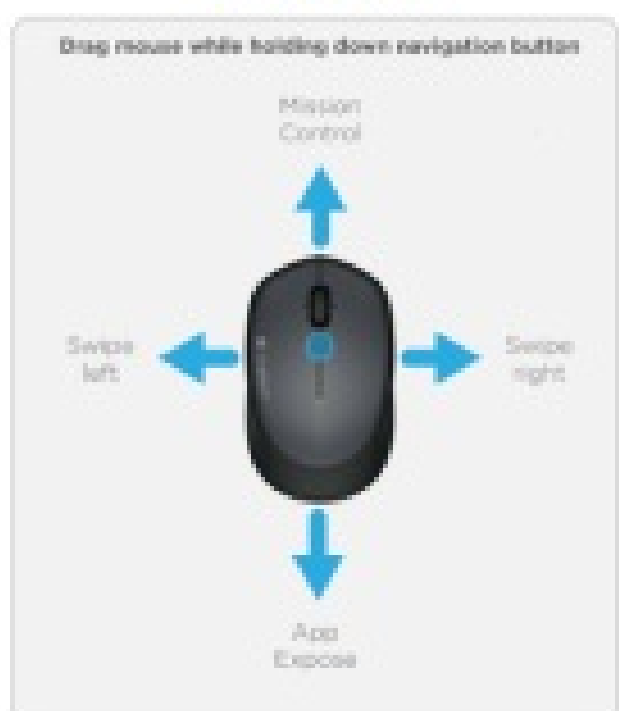 Drag mouse while holding down navigation button
Mission
Control
Swipe
left
Swipe
right
App
Expose